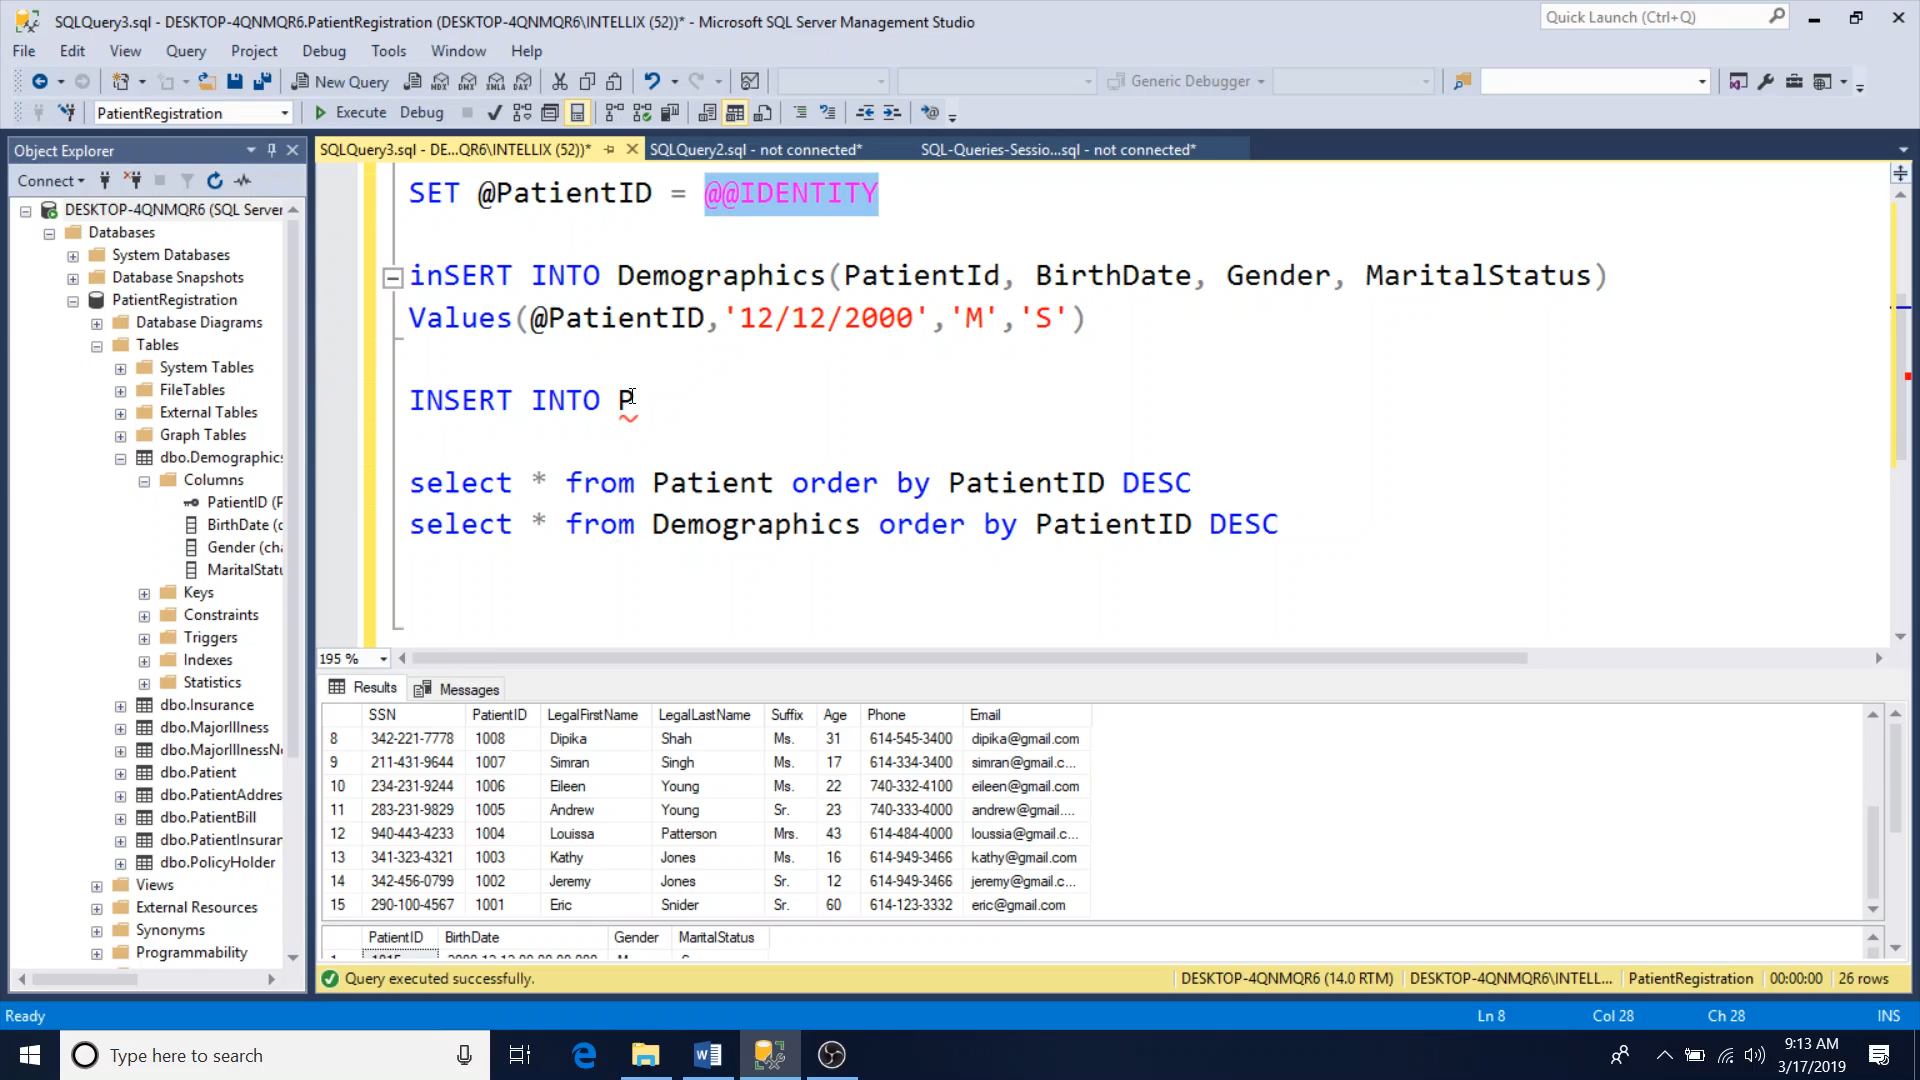 SQLQuery3.sql - DESKTOP-4QNMQR6.PatientRegistration (DESKTOP-4QNMQR6\INTELLIX (52))* - Microsoft SQL Server Management Studio
Quick Launch (Ctrl+Q)
File Edit View Query Project Debug Tools Window Help
New Query MDX DMX XMLA DAX Generic Debugger
PatientRegistration Execute Debug
Object Explorer
SQLQuery3.sql - DE...QR6\INTELLIX (52))* SQLQuery2.sql - not connected* SQL-Queries-Sessio...sql - not connected*
Connect
DESKTOP-4QNMQR6 (SQL Server
Databases
System Databases
Database Snapshots
PatientRegistration
Database Diagrams
Tables
System Tables
FileTables
External Tables
Graph Tables
dbo.Demographics
Columns
PatientID (P
BirthDate (
Gender (cha
MaritalStatu
Keys
Constraints
Triggers
Indexes
Statistics
dbo.Insurance
dbo.MajorIllness
dbo.MajorIllnessN
dbo.Patient
dbo.PatientAddres
dbo.PatientBill
dbo.PatientInsuran
dbo.PolicyHolder
Views
External Resources
Synonyms
Programmability
SET @PatientID = @@IDENTITY
inSERT INTO Demographics(PatientId, BirthDate, Gender, MaritalStatus)
Values(@PatientID,'12/12/2000','M','S')
INSERT INTO P
select * from Patient order by PatientID DESC
select * from Demographics order by PatientID DESC
195 %
Results Messages
SSN PatientID LegalFirstName LegalLastName Suffix Age Phone Email
8 342-221-7778 1008 Dipika Shah Ms. 31 614-545-3400 dipika@gmail.com
9 211-431-9644 1007 Simran Singh Ms. 17 614-334-3400 simran@gmail.c...
10 234-231-9244 1006 Eileen Young Ms. 22 740-332-4100 eileen@gmail.com
11 283-231-9829 1005 Andrew Young Sr. 23 740-333-4000 andrew@gmail....
12 940-443-4233 1004 Louissa Patterson Mrs. 43 614-484-4000 loussia@gmail.c...
13 341-323-4321 1003 Kathy Jones Ms. 16 614-949-3466 kathy@gmail.com
14 342-456-0799 1002 Jeremy Jones Sr. 12 614-949-3466 jeremy@gmail.c...
15 290-100-4567 1001 Eric Snider Sr. 60 614-123-3332 eric@gmail.com
PatientID BirthDate Gender MaritalStatus
Query executed successfully. DESKTOP-4QNMQR6 (14.0 RTM) DESKTOP-4QNMQR6\INTELL... PatientRegistration 00:00:00 26 rows
Ready Ln 8 Col 28 Ch 28 INS
Type here to search
9:13 AM
3/17/2019